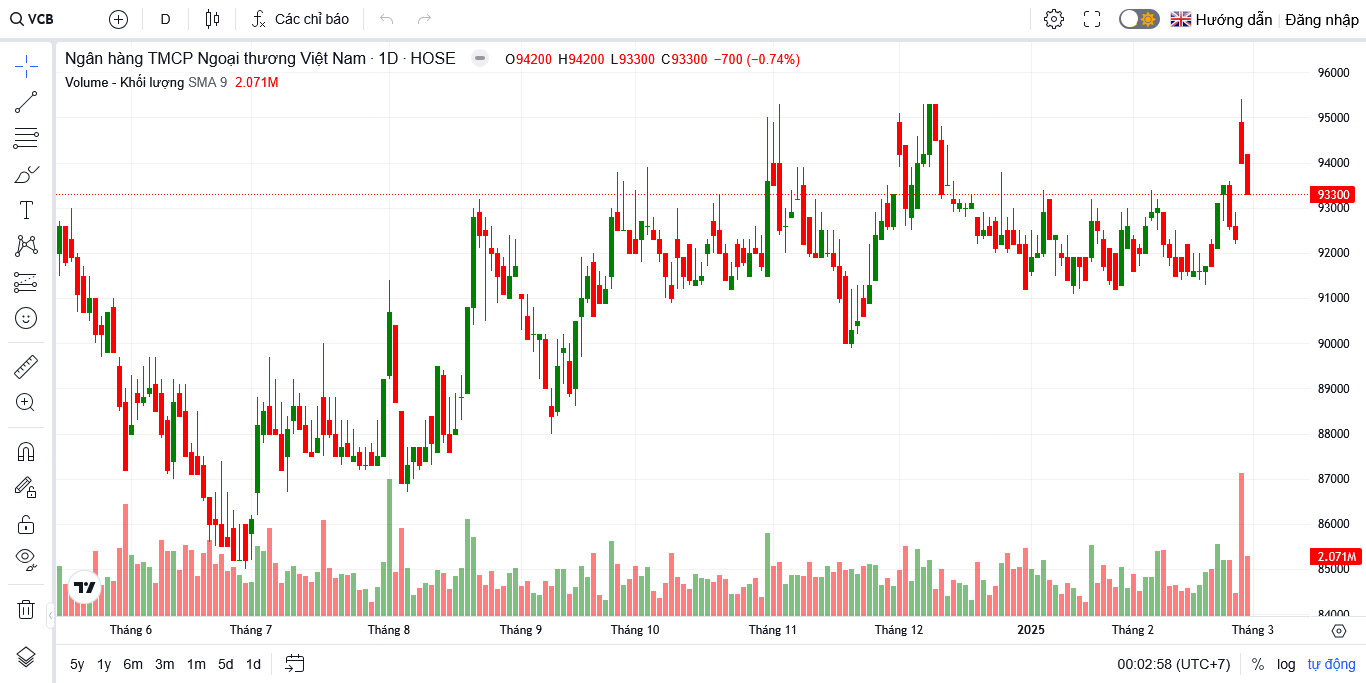 VCB D Các chỉ báo Hướng dẫn Đăng nhập
Ngân hàng TMCP Ngoại thương Việt Nam · 1D · HOSE O94200 H94200 L93300 C93300 −700 (−0.74%)
Volume - Khối lượng SMA 9 2.071M
96000
95000
94000
93300
93000
92000
91000
90000
89000
88000
87000
86000
2.071M
85000
84000
Tháng 6 Tháng 7 Tháng 8 Tháng 9 Tháng 10 Tháng 11 Tháng 12 2025 Tháng 2 Tháng 3
5y 1y 6m 3m 1m 5d 1d 00:02:58 (UTC+7) % log tự động